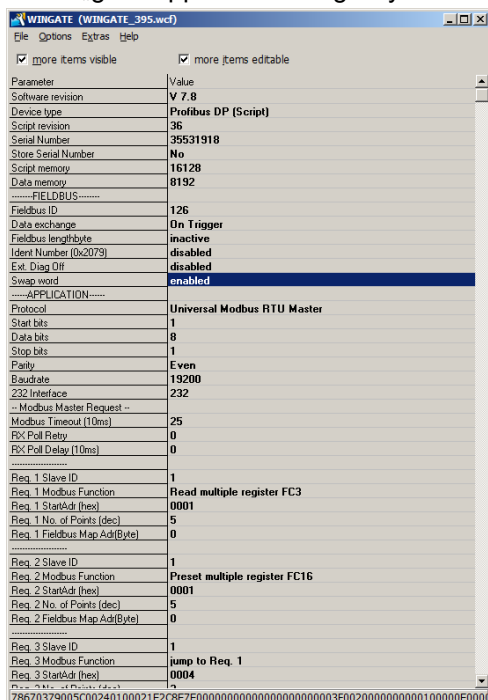 WINGATE (WINGATE_395.wcf)
File Options Extras Help
more items visible more items editable
Parameter Value
Software revision V 7.8
Device type Profibus DP (Script)
Script revision 36
Serial Number 35531918
Store Serial Number No
Script memory 16128
Data memory 8192
--------FIELDBUS--------
Fieldbus ID 126
Data exchange On Trigger
Fieldbus lengthbyte inactive
Ident Number (0x2079) disabled
Ext. Diag Off disabled
Swap word enabled
------APPLICATION------
Protocol Universal Modbus RTU Master
Start bits 1
Data bits 8
Stop bits 1
Parity Even
Baudrate 19200
232 Interface 232
-- Modbus Master Request --
Modbus Timeout (10ms) 25
RX Poll Retry 0
RX Poll Delay (10ms) 0
---------------------
Req. 1 Slave ID 1
Req. 1 Modbus Function Read multiple register FC3
Req. 1 StartAdr (hex) 0001
Req. 1 No. of Points (dec) 5
Req. 1 Fieldbus Map Adr(Byte) 0
---------------------
Req. 2 Slave ID 1
Req. 2 Modbus Function Preset multiple register FC16
Req. 2 StartAdr (hex) 0001
Req. 2 No. of Points (dec) 5
Req. 2 Fieldbus Map Adr(Byte) 0
---------------------
Req. 3 Slave ID 1
Req. 3 Modbus Function jump to Req. 1
Req. 3 StartAdr (hex) 0004